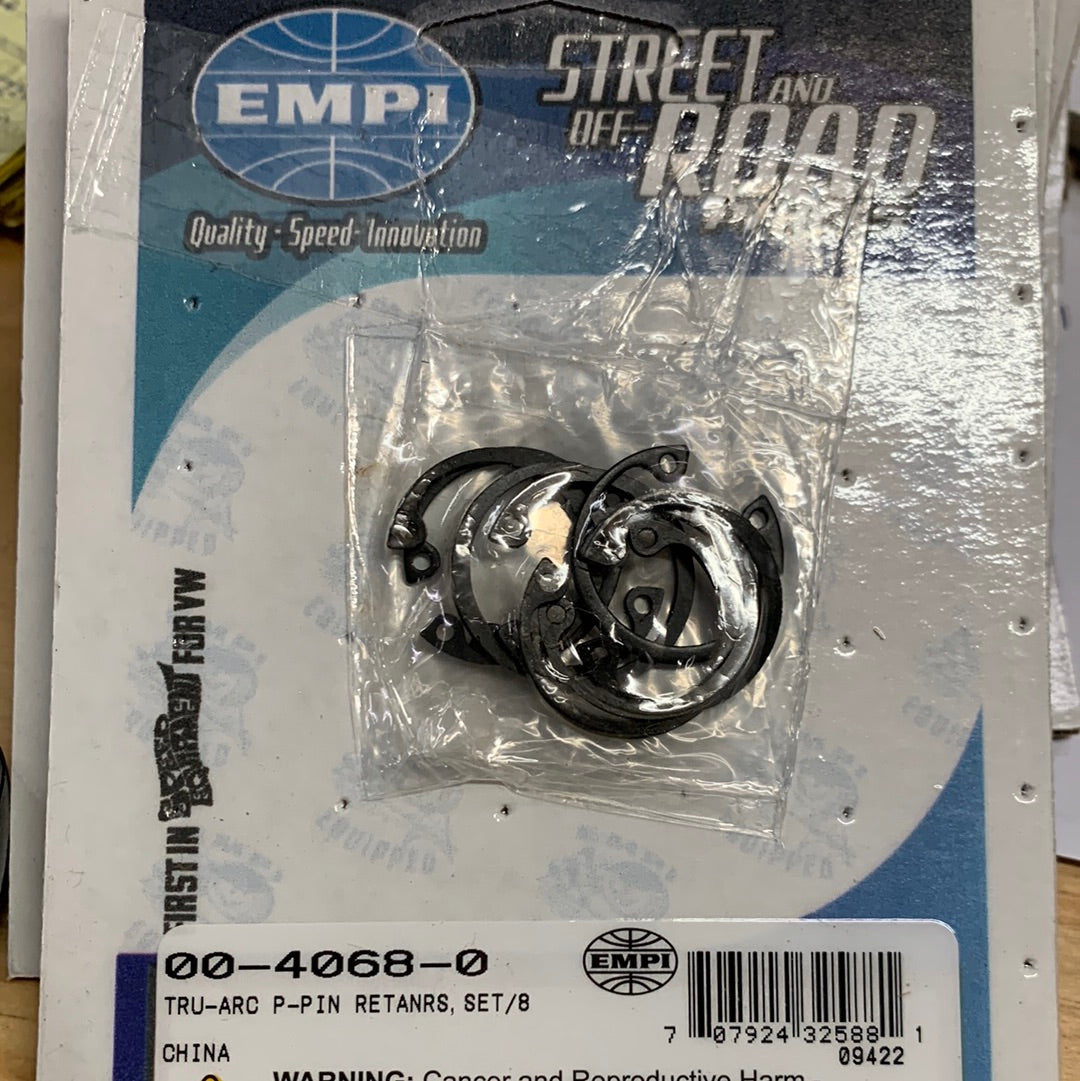 EMPI
Quality - Speed - Innovation
STREET AND
OFF-ROAD
FIRST IN SPEED EQUIPMENT FOR VW
00-4068-0
TRU-ARC P-PIN RETANRS, SET/8
CHINA
EMPI
7 07924 32588 1
09422
WARNING: Cancer and Reproductive Harm